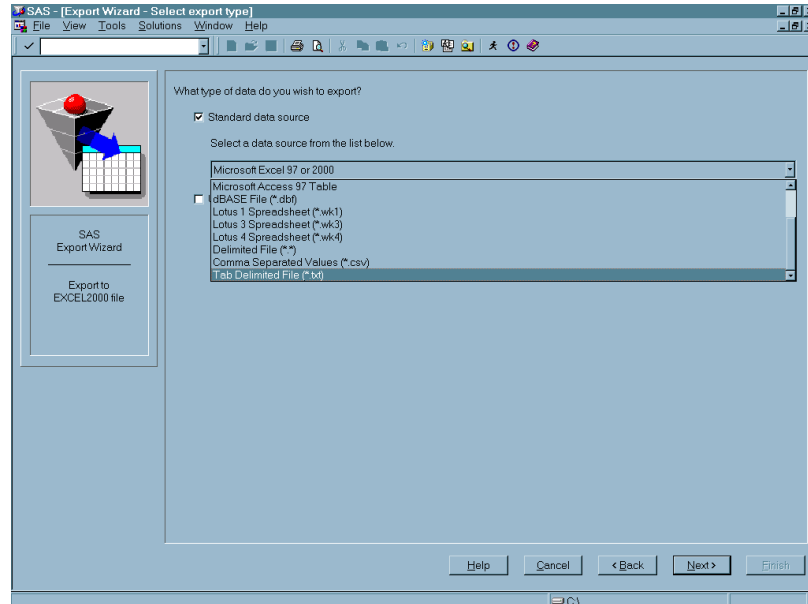 SAS - [Export Wizard - Select export type]
File View Tools Solutions Window Help
What type of data do you wish to export?
Standard data source
Select a data source from the list below.
Microsoft Excel 97 or 2000
Microsoft Access 97 Table
dBASE File (*.dbf)
Lotus 1 Spreadsheet (*.wk1)
Lotus 3 Spreadsheet (*.wk3)
Lotus 4 Spreadsheet (*.wk4)
Delimited File (*.*)
Comma Separated Values (*.csv)
Tab Delimited File (*.txt)
SAS
Export Wizard
Export to
EXCEL2000 file
Help Cancel < Back Next > Finish
C:\